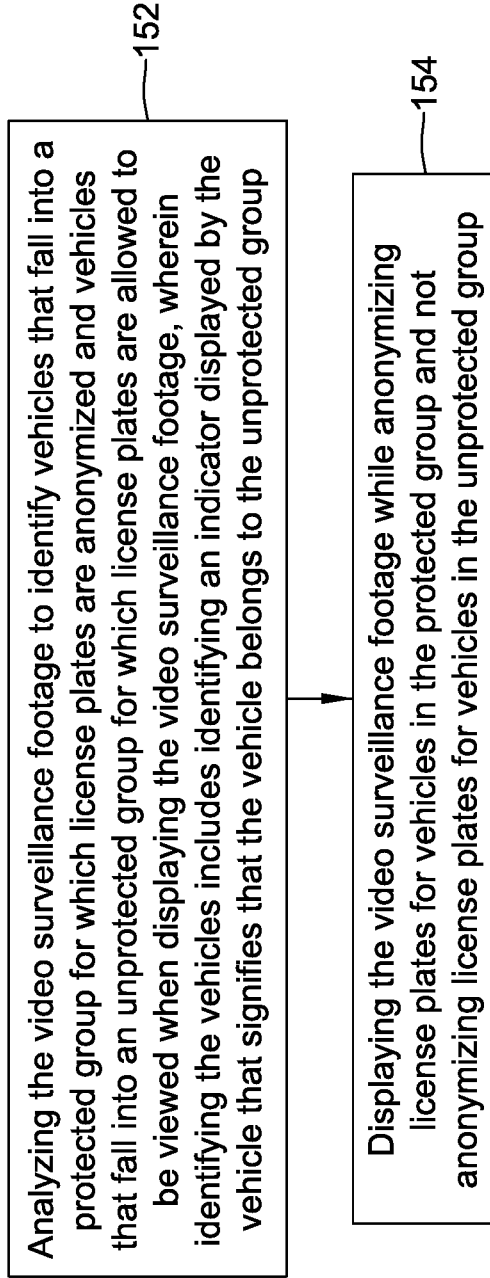 Analyzing the video surveillance footage to identify vehicles that fall into a
protected group for which license plates are anonymized and vehicles
that fall into an unprotected group for which license plates are allowed to
be viewed when displaying the video surveillance footage, wherein
identifying the vehicles includes identifying an indicator displayed by the
vehicle that signifies that the vehicle belongs to the unprotected group
152
Displaying the video surveillance footage while anonymizing
license plates for vehicles in the protected group and not
anonymizing license plates for vehicles in the unprotected group
154